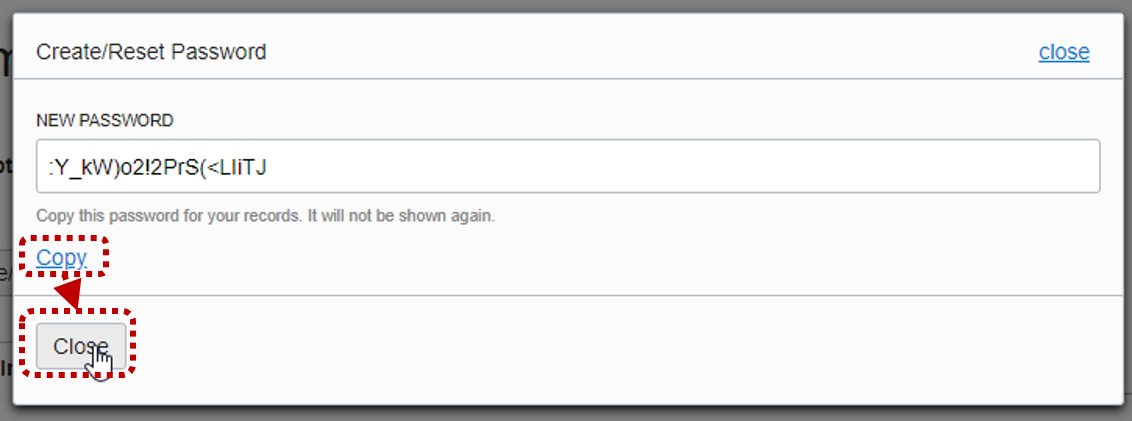 Create/Reset Password close
NEW PASSWORD
:Y_kW)o2!2PrS(<LIiTJ
Copy this password for your records. It will not be shown again.
Copy
Close